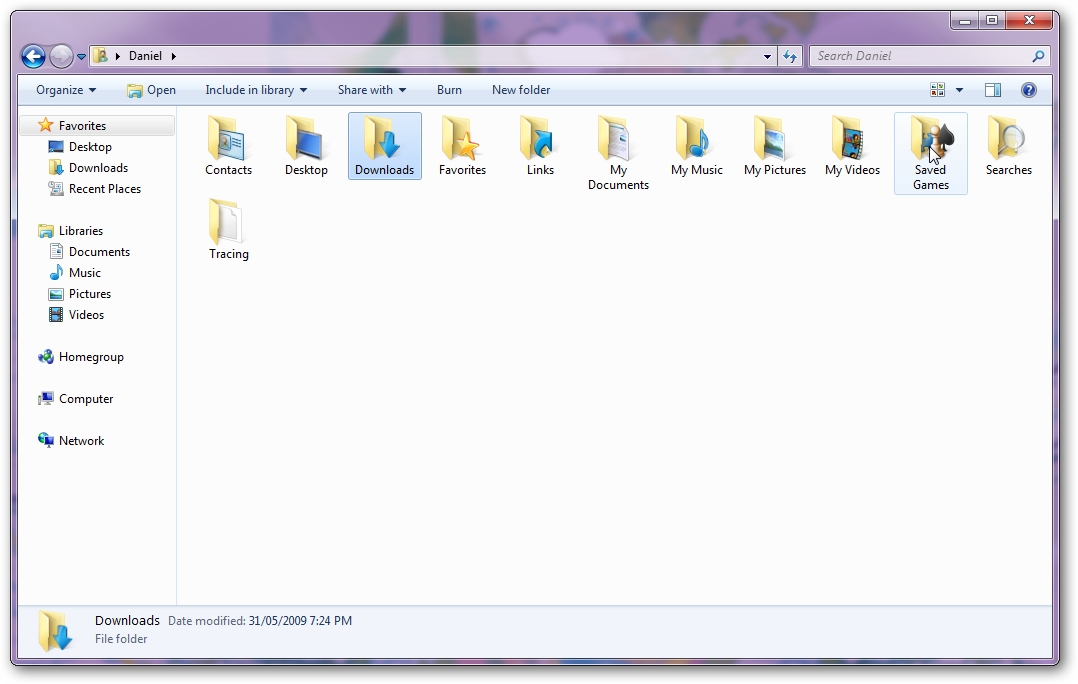 Daniel
Search Daniel
Organize Open Include in library Share with Burn New folder
Favorites
Desktop
Downloads
Recent Places
Libraries
Documents
Music
Pictures
Videos
Homegroup
Computer
Network
Contacts
Desktop
Downloads
Favorites
Links
My
Documents
My Music
My Pictures
My Videos
Saved
Games
Searches
Tracing
Downloads Date modified: 31/05/2009 7:24 PM
File folder